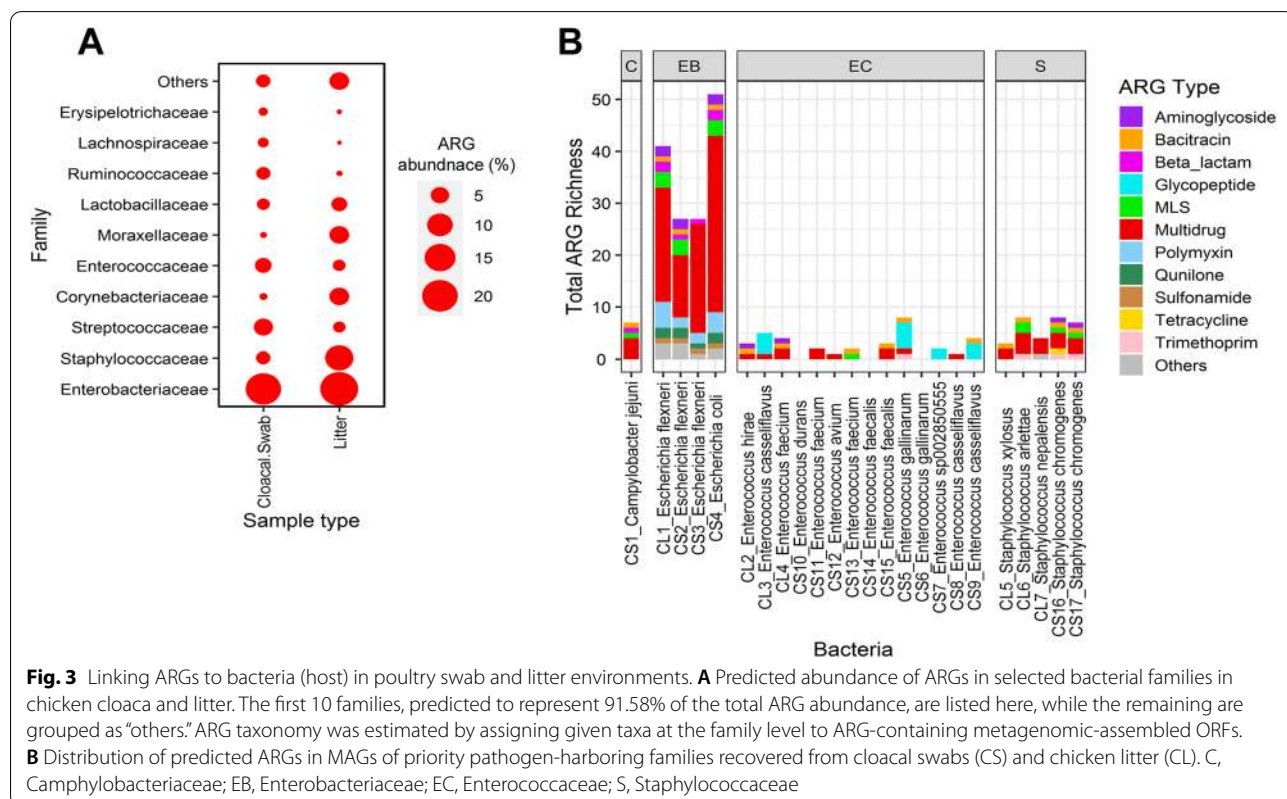 A
Family
Others
Erysipelotrichaceae
Lachnospiraceae
Ruminococcaceae
Lactobacillaceae
Moraxellaceae
Enterococcaceae
Corynebacteriaceae
Streptococcaceae
Staphylococcaceae
Enterobacteriaceae
Cloacal.Swab
Litter
Sample type
ARG
abundnace (%)
5
10
15
20
B
C
EB
EC
S
Total ARG Richness
50
40
30
20
10
0
CS1_Campylobacter jejuni
CL1_Escherichia flexneri
CS2_Escherichia flexneri
CS3_Escherichia flexneri
CS4_Escherichia coli
CL2_Enterococcus hirae
CL3_Enterococcus casseliflavus
CL4_Enterococcus faecium
CS10_Enterococcus durans
CS11_Enterococcus faecium
CS12_Enterococcus avium
CS13_Enterococcus faecium
CS14_Enterococcus faecalis
CS15_Enterococcus faecalis
CS5_Enterococcus gallinarum
CS6_Enterococcus gallinarum
CS7_Enterococcus sp002850555
CS8_Enterococcus casseliflavus
CS9_Enterococcus casseliflavus
CL5_Staphylococcus xylosus
CL6_Staphylococcus arlettae
CL7_Staphylococcus nepalensis
CS16_Staphylococcus chromogenes
CS17_Staphylococcus chromogenes
Bacteria
ARG Type
Aminoglycoside
Bacitracin
Beta_lactam
Glycopeptide
MLS
Multidrug
Polymyxin
Qunilone
Sulfonamide
Tetracycline
Trimethoprim
Others
Fig. 3 Linking ARGs to bacteria (host) in poultry swab and litter environments. A Predicted abundance of ARGs in selected bacterial families in
chicken cloaca and litter. The first 10 families, predicted to represent 91.58% of the total ARG abundance, are listed here, while the remaining are
grouped as “others.” ARG taxonomy was estimated by assigning given taxa at the family level to ARG-containing metagenomic-assembled ORFs.
B Distribution of predicted ARGs in MAGs of priority pathogen-harboring families recovered from cloacal swabs (CS) and chicken litter (CL). C,
Camphylobacteriaceae; EB, Enterobacteriaceae; EC, Enterococcaceae; S, Staphylococcaceae